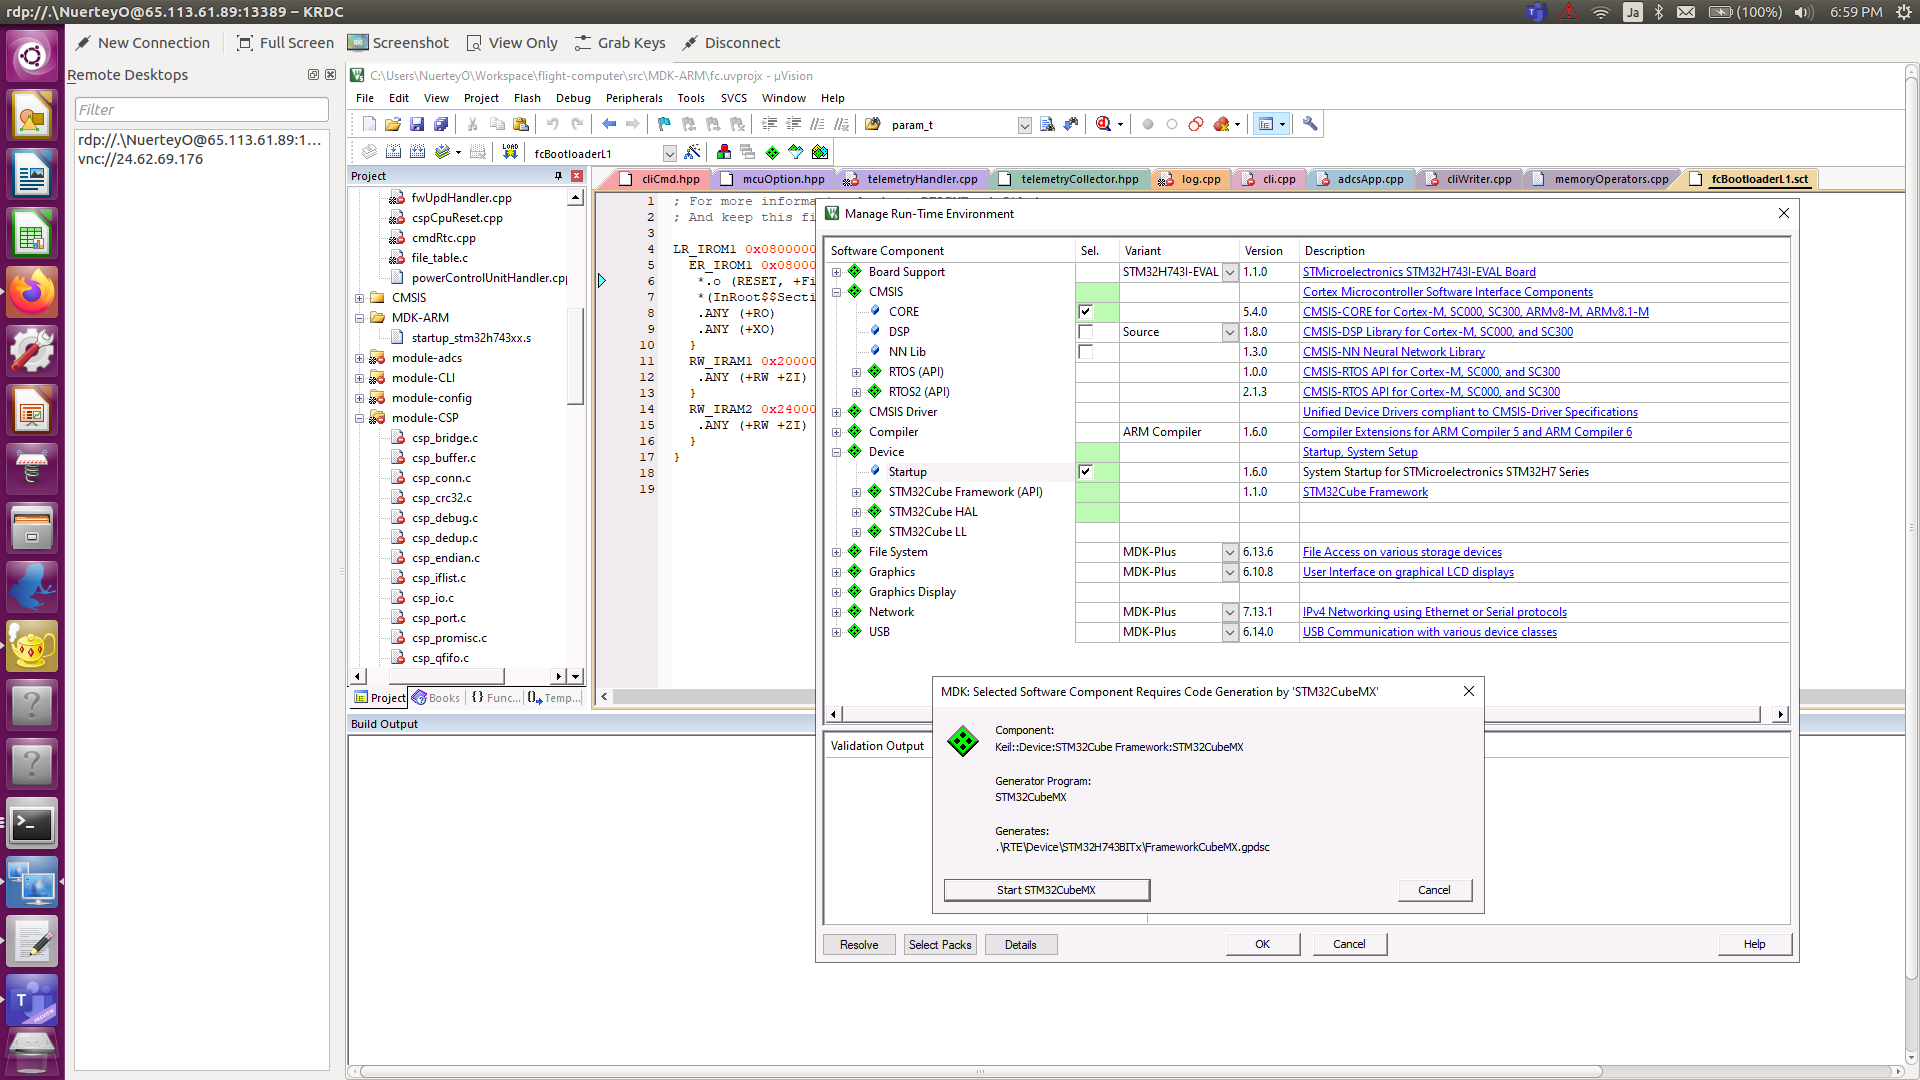 rdp://.\NuerteyO@65.113.61.89:13389 – KRDC
Ja
(100%)
6:59 PM
New Connection
Full Screen
Screenshot
View Only
Grab Keys
Disconnect
Remote Desktops
Filter
rdp://.\NuerteyO@65.113.61.89:1...
vnc://24.62.69.176
C:\Users\NuerteyO\Workspace\flight-computer\src\MDK-ARM\fc.uvprojx - µVision
File Edit View Project Flash Debug Peripherals Tools SVCS Window Help
param_t
LOAD
fcBootloaderL1
Project
cliCmd.hpp
mcuOption.hpp
telemetryHandler.cpp
telemetryCollector.hpp
log.cpp
cli.cpp
adcsApp.cpp
cliWriter.cpp
memoryOperators.cpp
fcBootloaderL1.sct
fwUpdHandler.cpp
cspCpuReset.cpp
cmdRtc.cpp
file_table.c
powerControlUnitHandler.cpp
CMSIS
MDK-ARM
startup_stm32h743xx.s
module-adcs
module-CLI
module-config
module-CSP
csp_bridge.c
csp_buffer.c
csp_conn.c
csp_crc32.c
csp_debug.c
csp_dedup.c
csp_endian.c
csp_iflist.c
csp_io.c
csp_port.c
csp_promisc.c
csp_qfifo.c
Project
Books
Func...
Temp...
Build Output
1 ; For more informa
2 ; And keep this fi
3
4 LR_IROM1 0x0800000
5 ER_IROM1 0x0800
6 *.o (RESET, +Fi
7 *(InRoot$$Secti
8 .ANY (+RO)
9 .ANY (+XO)
10 }
11 RW_IRAM1 0x20000
12 .ANY (+RW +ZI)
13 }
14 RW_IRAM2 0x24000
15 .ANY (+RW +ZI)
16 }
17 }
18
19
Manage Run-Time Environment
Software Component Sel. Variant Version Description
Board Support STM32H743I-EVAL 1.1.0 STMicroelectronics STM32H743I-EVAL Board
CMSIS Cortex Microcontroller Software Interface Components
CORE 5.4.0 CMSIS-CORE for Cortex-M, SC000, SC300, ARMv8-M, ARMv8.1-M
DSP Source 1.8.0 CMSIS-DSP Library for Cortex-M, SC000, and SC300
NN Lib 1.3.0 CMSIS-NN Neural Network Library
RTOS (API) 1.0.0 CMSIS-RTOS API for Cortex-M, SC000, and SC300
RTOS2 (API) 2.1.3 CMSIS-RTOS API for Cortex-M, SC000, and SC300
CMSIS Driver Unified Device Drivers compliant to CMSIS-Driver Specifications
Compiler ARM Compiler 1.6.0 Compiler Extensions for ARM Compiler 5 and ARM Compiler 6
Device Startup, System Setup
Startup 1.6.0 System Startup for STMicroelectronics STM32H7 Series
STM32Cube Framework (API) 1.1.0 STM32Cube Framework
STM32Cube HAL
STM32Cube LL
File System MDK-Plus 6.13.6 File Access on various storage devices
Graphics MDK-Plus 6.10.8 User Interface on graphical LCD displays
Graphics Display
Network MDK-Plus 7.13.1 IPv4 Networking using Ethernet or Serial protocols
USB MDK-Plus 6.14.0 USB Communication with various device classes
Validation Output
MDK: Selected Software Component Requires Code Generation by 'STM32CubeMX'
Component:
Keil::Device:STM32Cube Framework:STM32CubeMX
Generator Program:
STM32CubeMX
Generates:
.\RTE\Device\STM32H743BITx\FrameworkCubeMX.gpdsc
Start STM32CubeMX
Cancel
Resolve
Select Packs
Details
OK
Cancel
Help